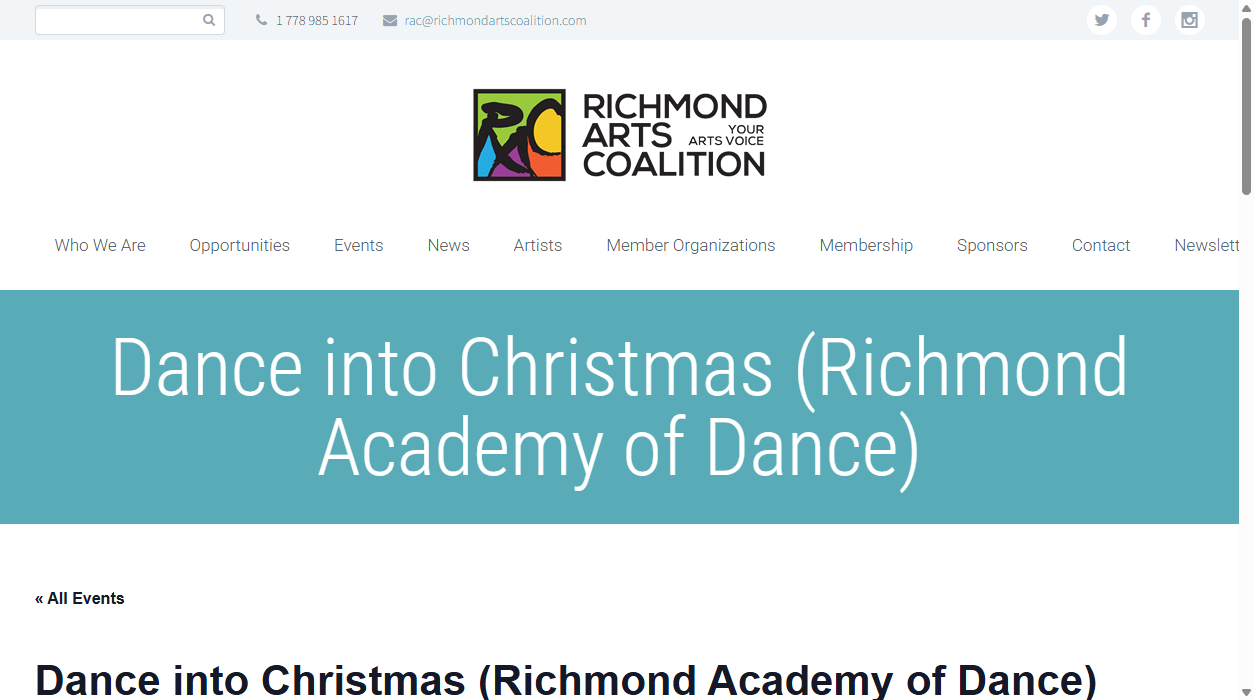 1 778 985 1617 rac@richmondartscoalition.com
RICHMOND
ARTS YOUR ARTS VOICE
COALITION
Who We Are Opportunities Events News Artists Member Organizations Membership Sponsors Contact Newslett
Dance into Christmas (Richmond
Academy of Dance)
« All Events
Dance into Christmas (Richmond Academy of Dance)